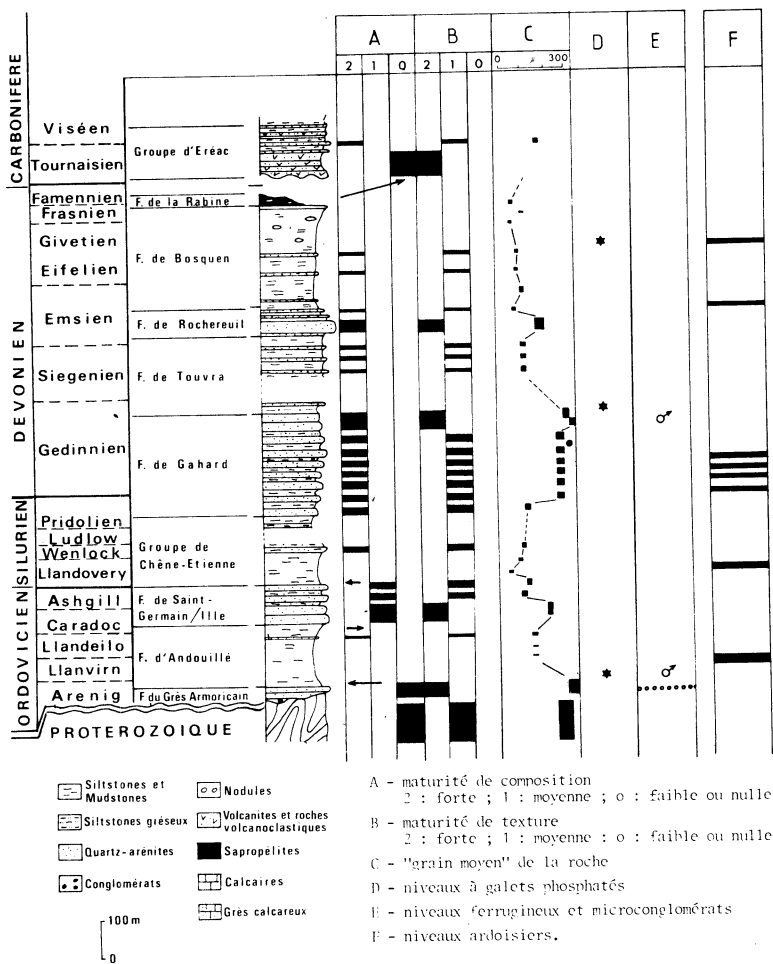 A B C D E F
2 1 0 2 1 0 0 300
CARBONIFERE
Viséen
Tournaisien
Groupe d'Eréac
DEVONIEN
Famennien
Frasnien
Givetien
Eifelien
Emsien
Siegenien
Gedinnien
F. de la Rabine
F. de Bosquen
F. de Rochereuil
F. de Touvra
F. de Gahard
SILURIEN
Pridolien
Ludlow
Wenlock
Llandovery
Groupe de
Chêne-Etienne
ORDOVICIEN
Ashgill
Caradoc
Llandeilo
Llanvirn
Arenig
F. de Saint-
Germain/Ille
F. d'Andouillé
F du Grès Armoricain
PROTEROZOIQUE
Siltstones et
Mudstones
Siltstones gréseux
Quartz-arénites
Conglomérats
Nodules
Volcanites et roches
volcanoclastiques
Sapropélites
Calcaires
Grès calcareux
100 m
0
A - maturité de composition
2 : forte ; 1 : moyenne ; o : faible ou nulle
B - maturité de texture
2 : forte ; 1 : moyenne : o : faible ou nulle
C - "grain moyen" de la roche
D - niveaux à galets phosphatés
E - niveaux ferrugineux et microconglomérats
F - niveaux ardoisiers.